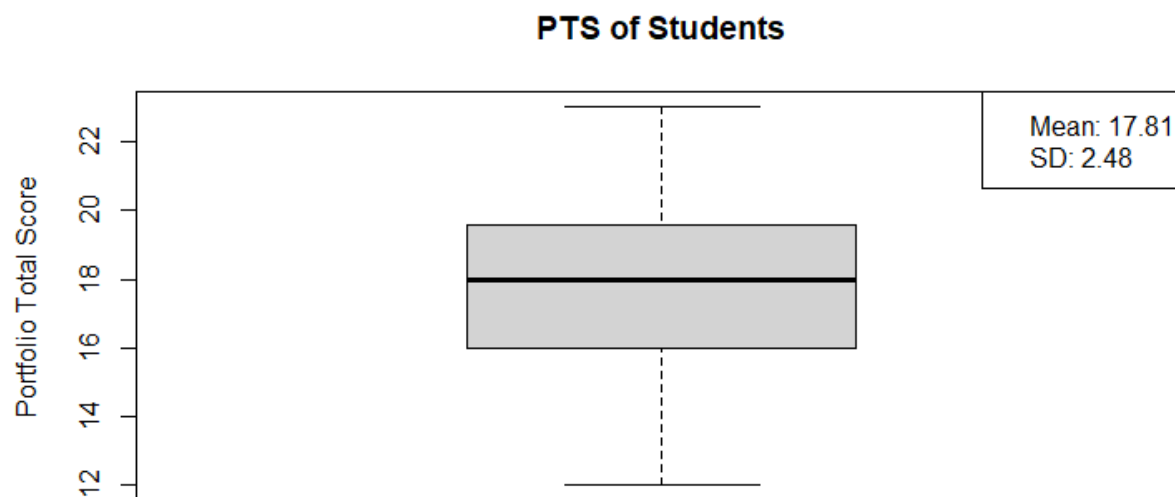 PTS of Students
Mean: 17.81
SD: 2.48
Portfolio Total Score
22
20
18
16
14
12